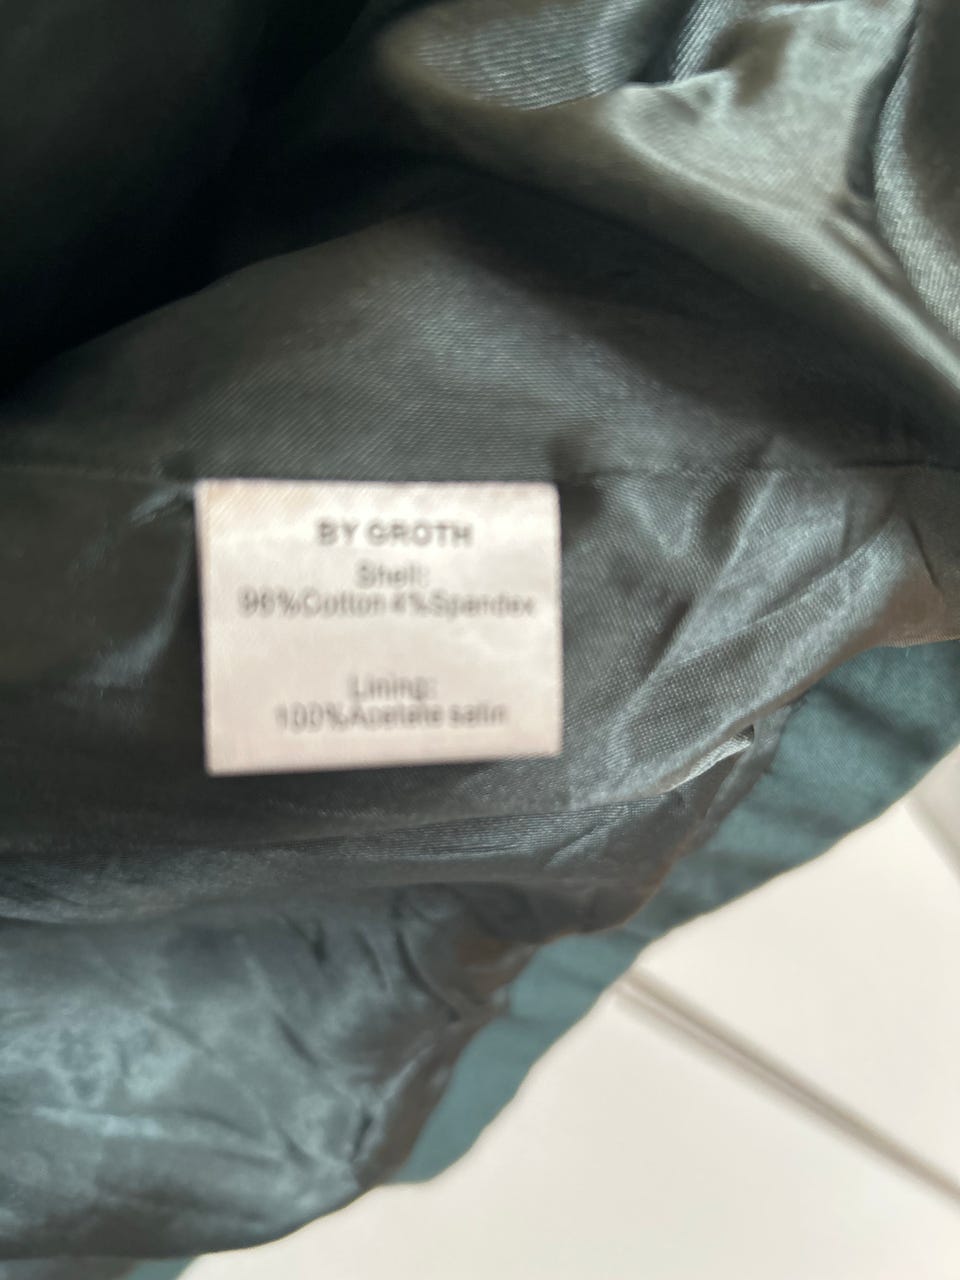 BY GROTH
Shell:
96%Cotton 4%Spandex
Lining:
100%Acetate satin